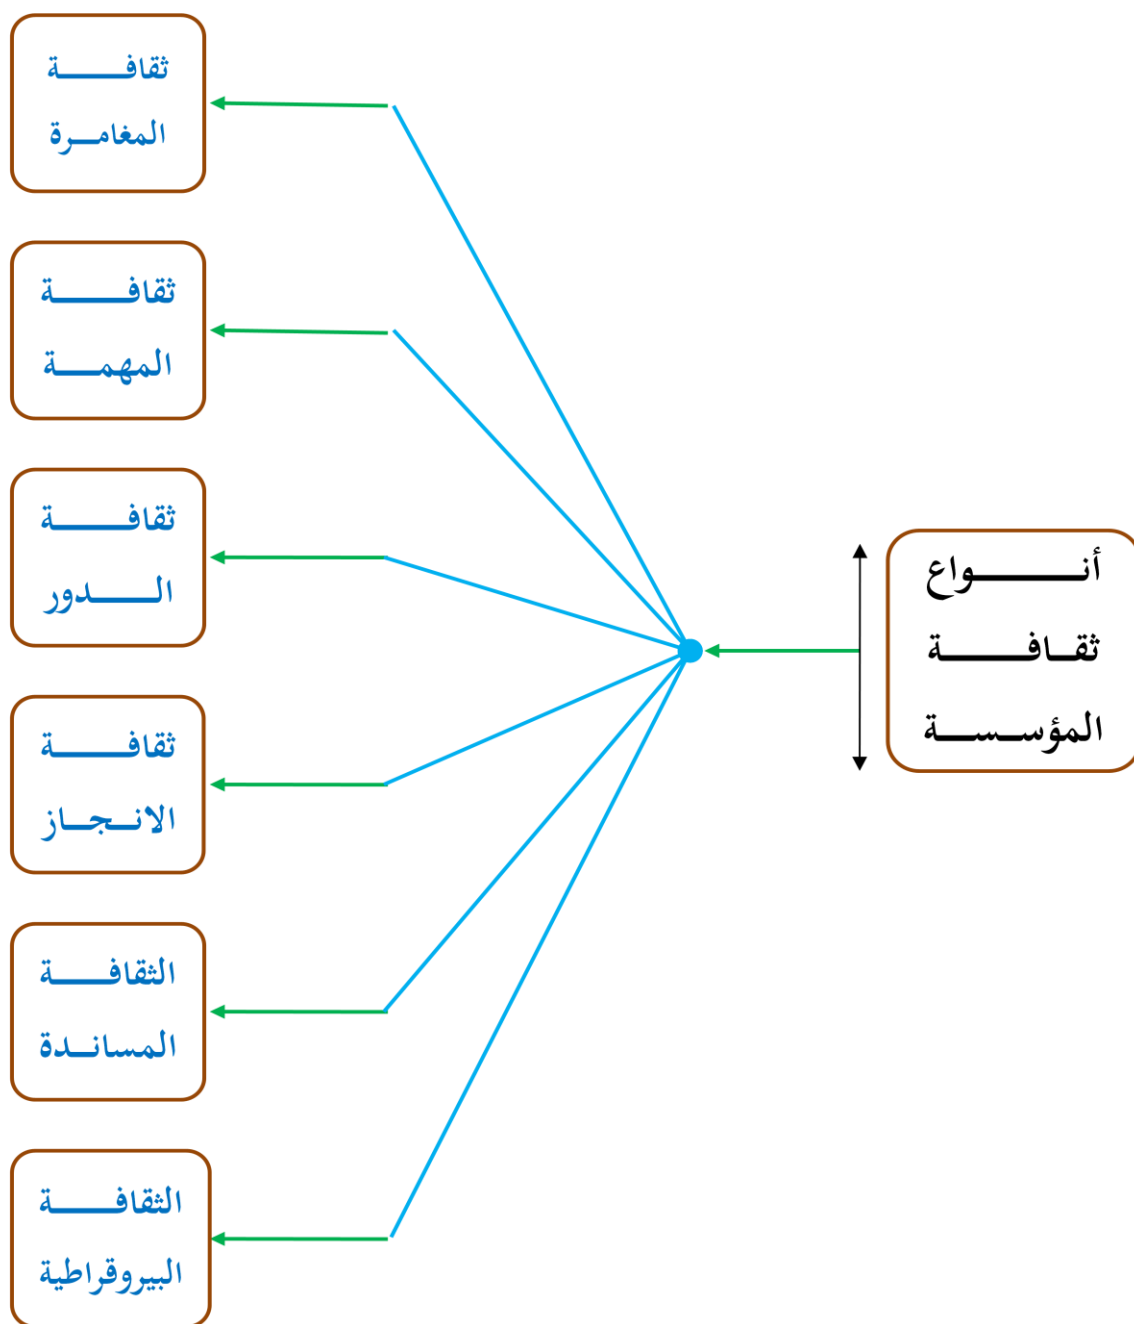 أنواع
ثقافة
المؤسسة
ثقافة
المغامرة
ثقافة
المهمة
ثقافة
الدور
ثقافة
الانجاز
الثقافة
المساندة
الثقافة
البيروقراطية